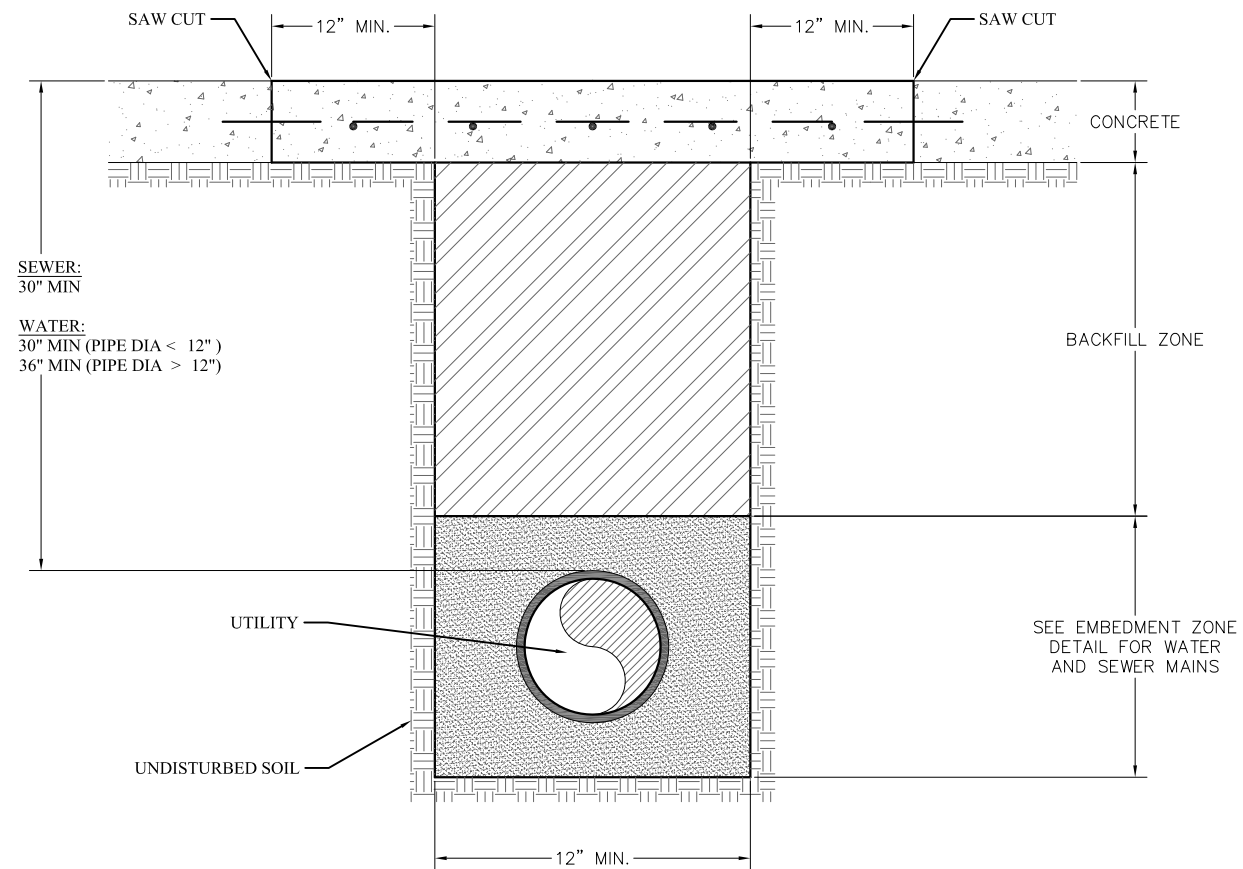 SAW CUT
12" MIN.
12" MIN.
SAW CUT
CONCRETE
SEWER:
30" MIN
WATER:
30" MIN (PIPE DIA < 12" )
36" MIN (PIPE DIA > 12")
BACKFILL ZONE
UTILITY
SEE EMBEDMENT ZONE
DETAIL FOR WATER
AND SEWER MAINS
UNDISTURBED SOIL
12" MIN.